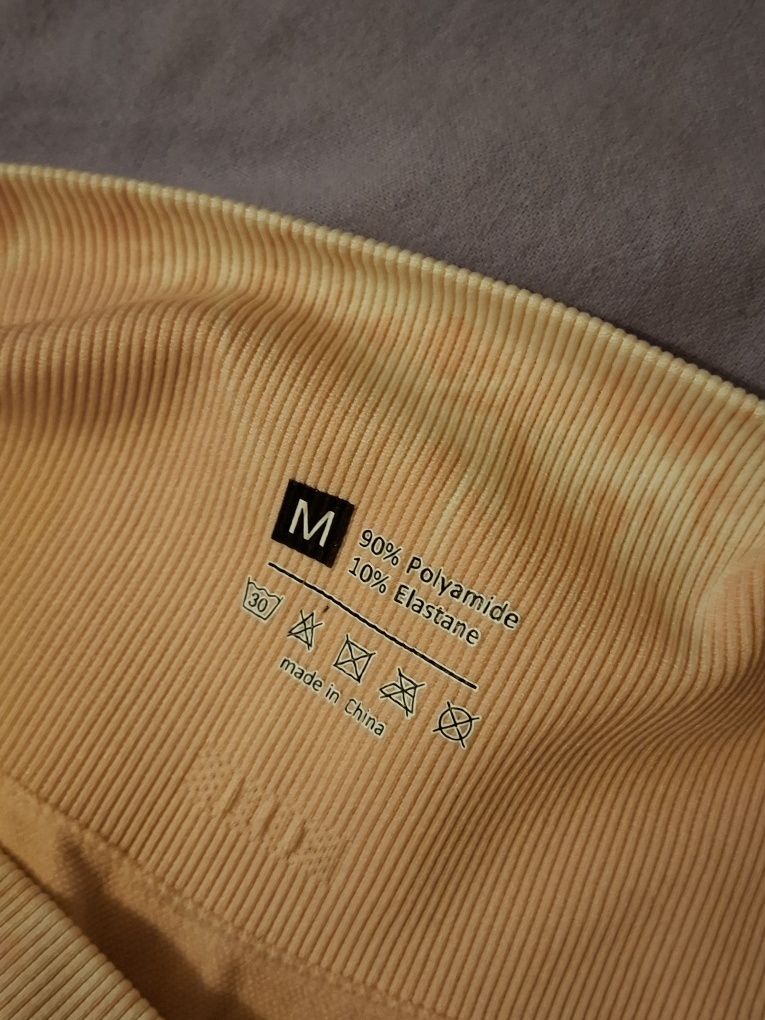 M
90% Polyamide
10% Elastane
30
made in China